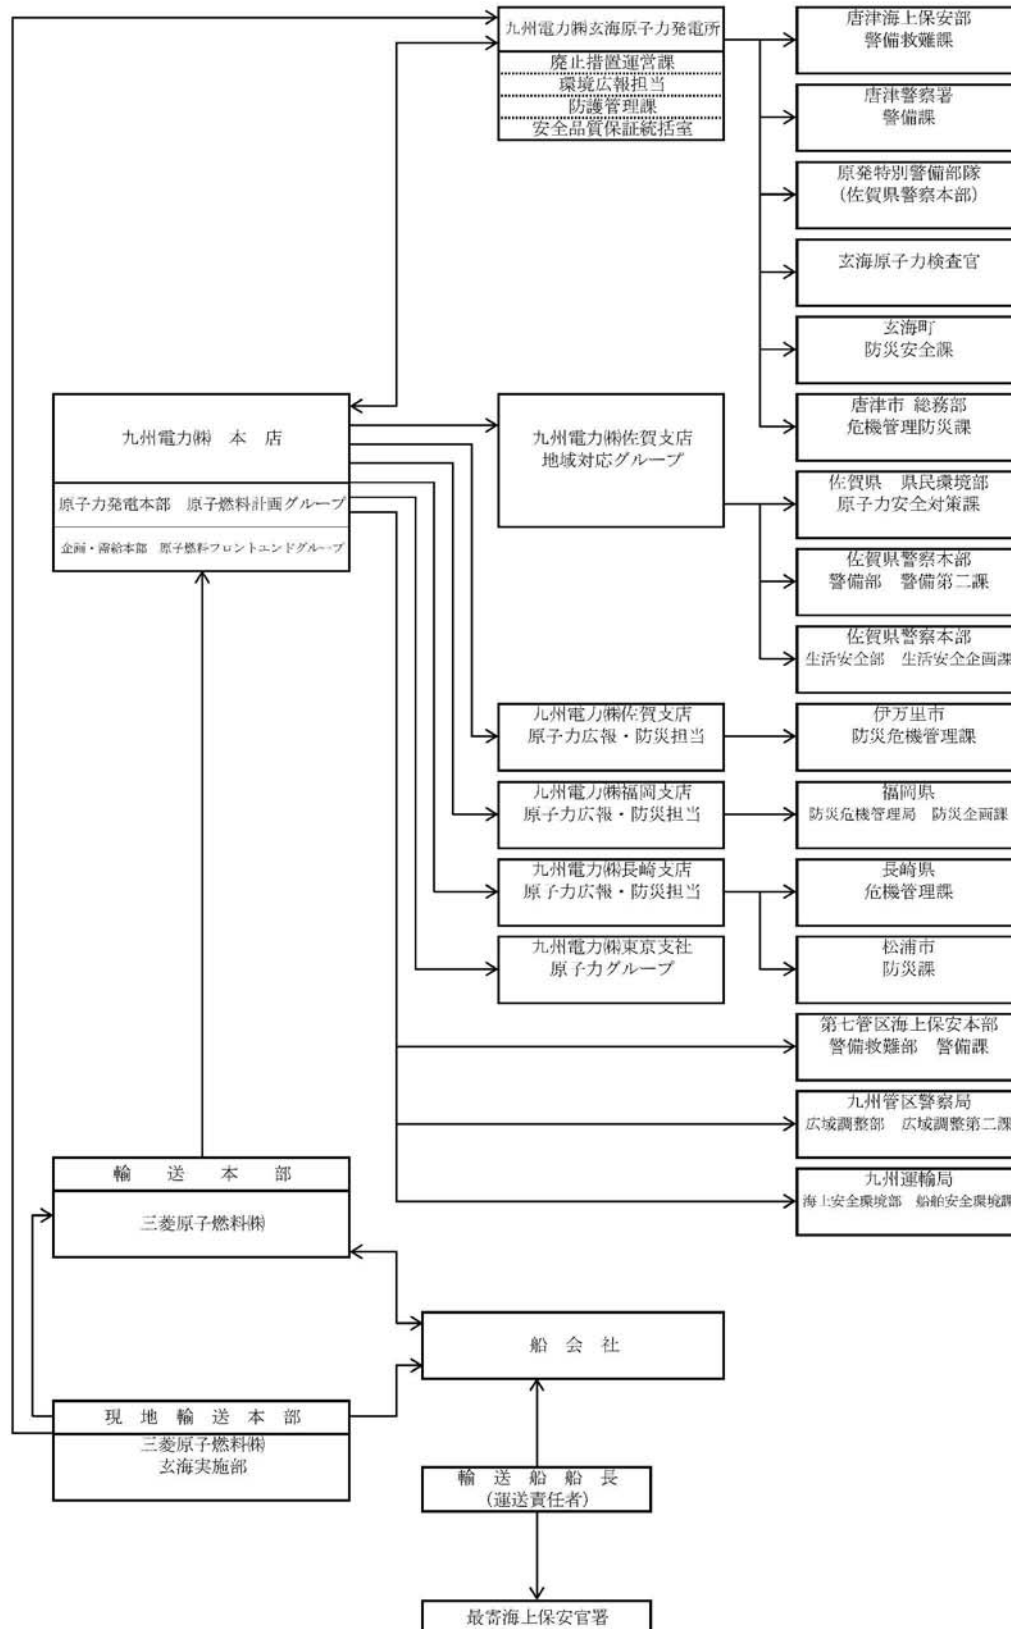 九州電力㈱玄海原子力発電所
廃止措置運営課
環境広報担当
防護管理課
安全品質保証統括室
唐津海上保安部
警備救難課
唐津警察署
警備課
原発特別警備部隊
(佐賀県警察本部)
玄海原子力検査官
玄海町
防災安全課
唐津市 総務部
危機管理防災課
九州電力㈱ 本 店
原子力発電本部 原子燃料計画グループ
企画・需給本部 原子燃料フロントエンドグループ
九州電力㈱佐賀支店
地域対応グループ
佐賀県 県民環境部
原子力安全対策課
佐賀県警察本部
警備部 警備第二課
佐賀県警察本部
生活安全部 生活安全企画課
九州電力㈱佐賀支店
原子力広報・防災担当
伊万里市
防災危機管理課
九州電力㈱福岡支店
原子力広報・防災担当
福岡県
防災危機管理局 防災企画課
九州電力㈱長崎支店
原子力広報・防災担当
長崎県
危機管理課
九州電力㈱東京支社
原子力グループ
松浦市
防災課
第七管区海上保安本部
警備救難部 警備課
九州管区警察局
広域調整部 広域調整第二課
九州運輸局
海上安全環境部 船舶安全環境課
輸 送 本 部
三菱原子燃料㈱
船 会 社
現 地 輸 送 本 部
三菱原子燃料㈱
玄海実施部
輸 送 船 船 長
(運送責任者)
最寄海上保安官署